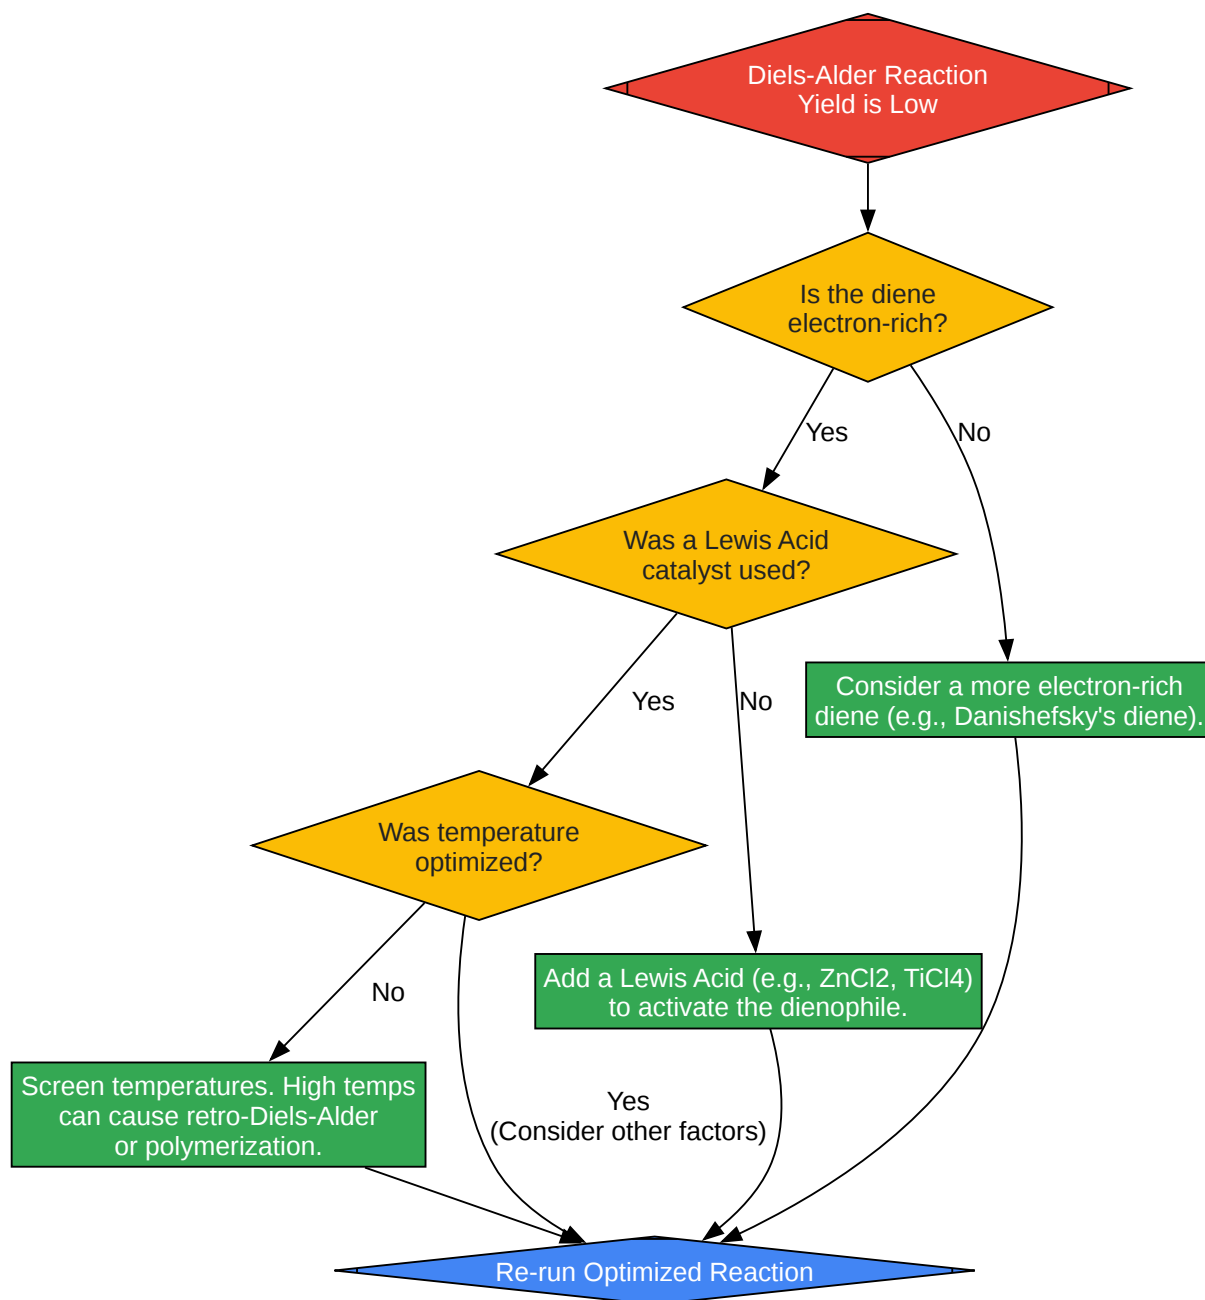 Diels-Alder Reaction
Yield is Low
Is the diene
electron-rich?
Yes
No
Was a Lewis Acid
catalyst used?
Yes
No
Consider a more electron-rich
diene (e.g., Danishefsky's diene).
Was temperature
optimized?
No
Add a Lewis Acid (e.g., ZnCl2, TiCl4)
to activate the dienophile.
Screen temperatures. High temps
can cause retro-Diels-Alder
or polymerization.
Yes
(Consider other factors)
Re-run Optimized Reaction